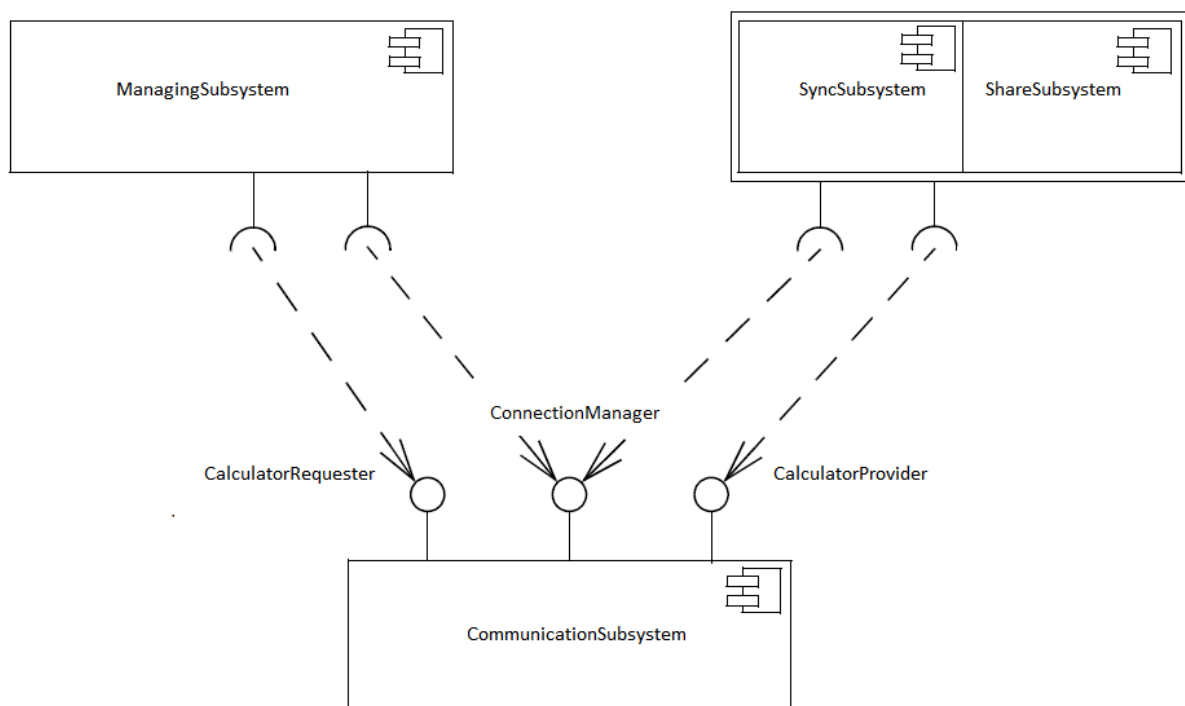 ManagingSubsystem
SyncSubsystem
ShareSubsystem
ConnectionManager
CalculatorRequester
CalculatorProvider
CommunicationSubsystem